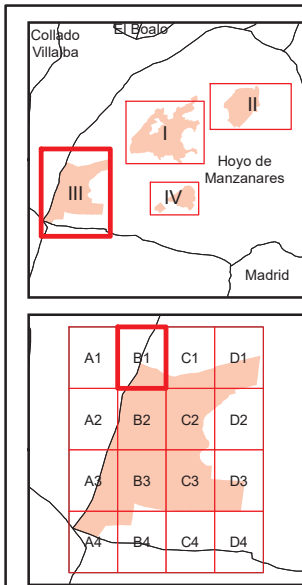 Collado
Villalba
El Boalo
I
II
III
IV
Hoyo de
Manzanares
Madrid
A1 B1 C1 D1
A2 B2 C2 D2
A3 B3 C3 D3
A4 B4 C4 D4